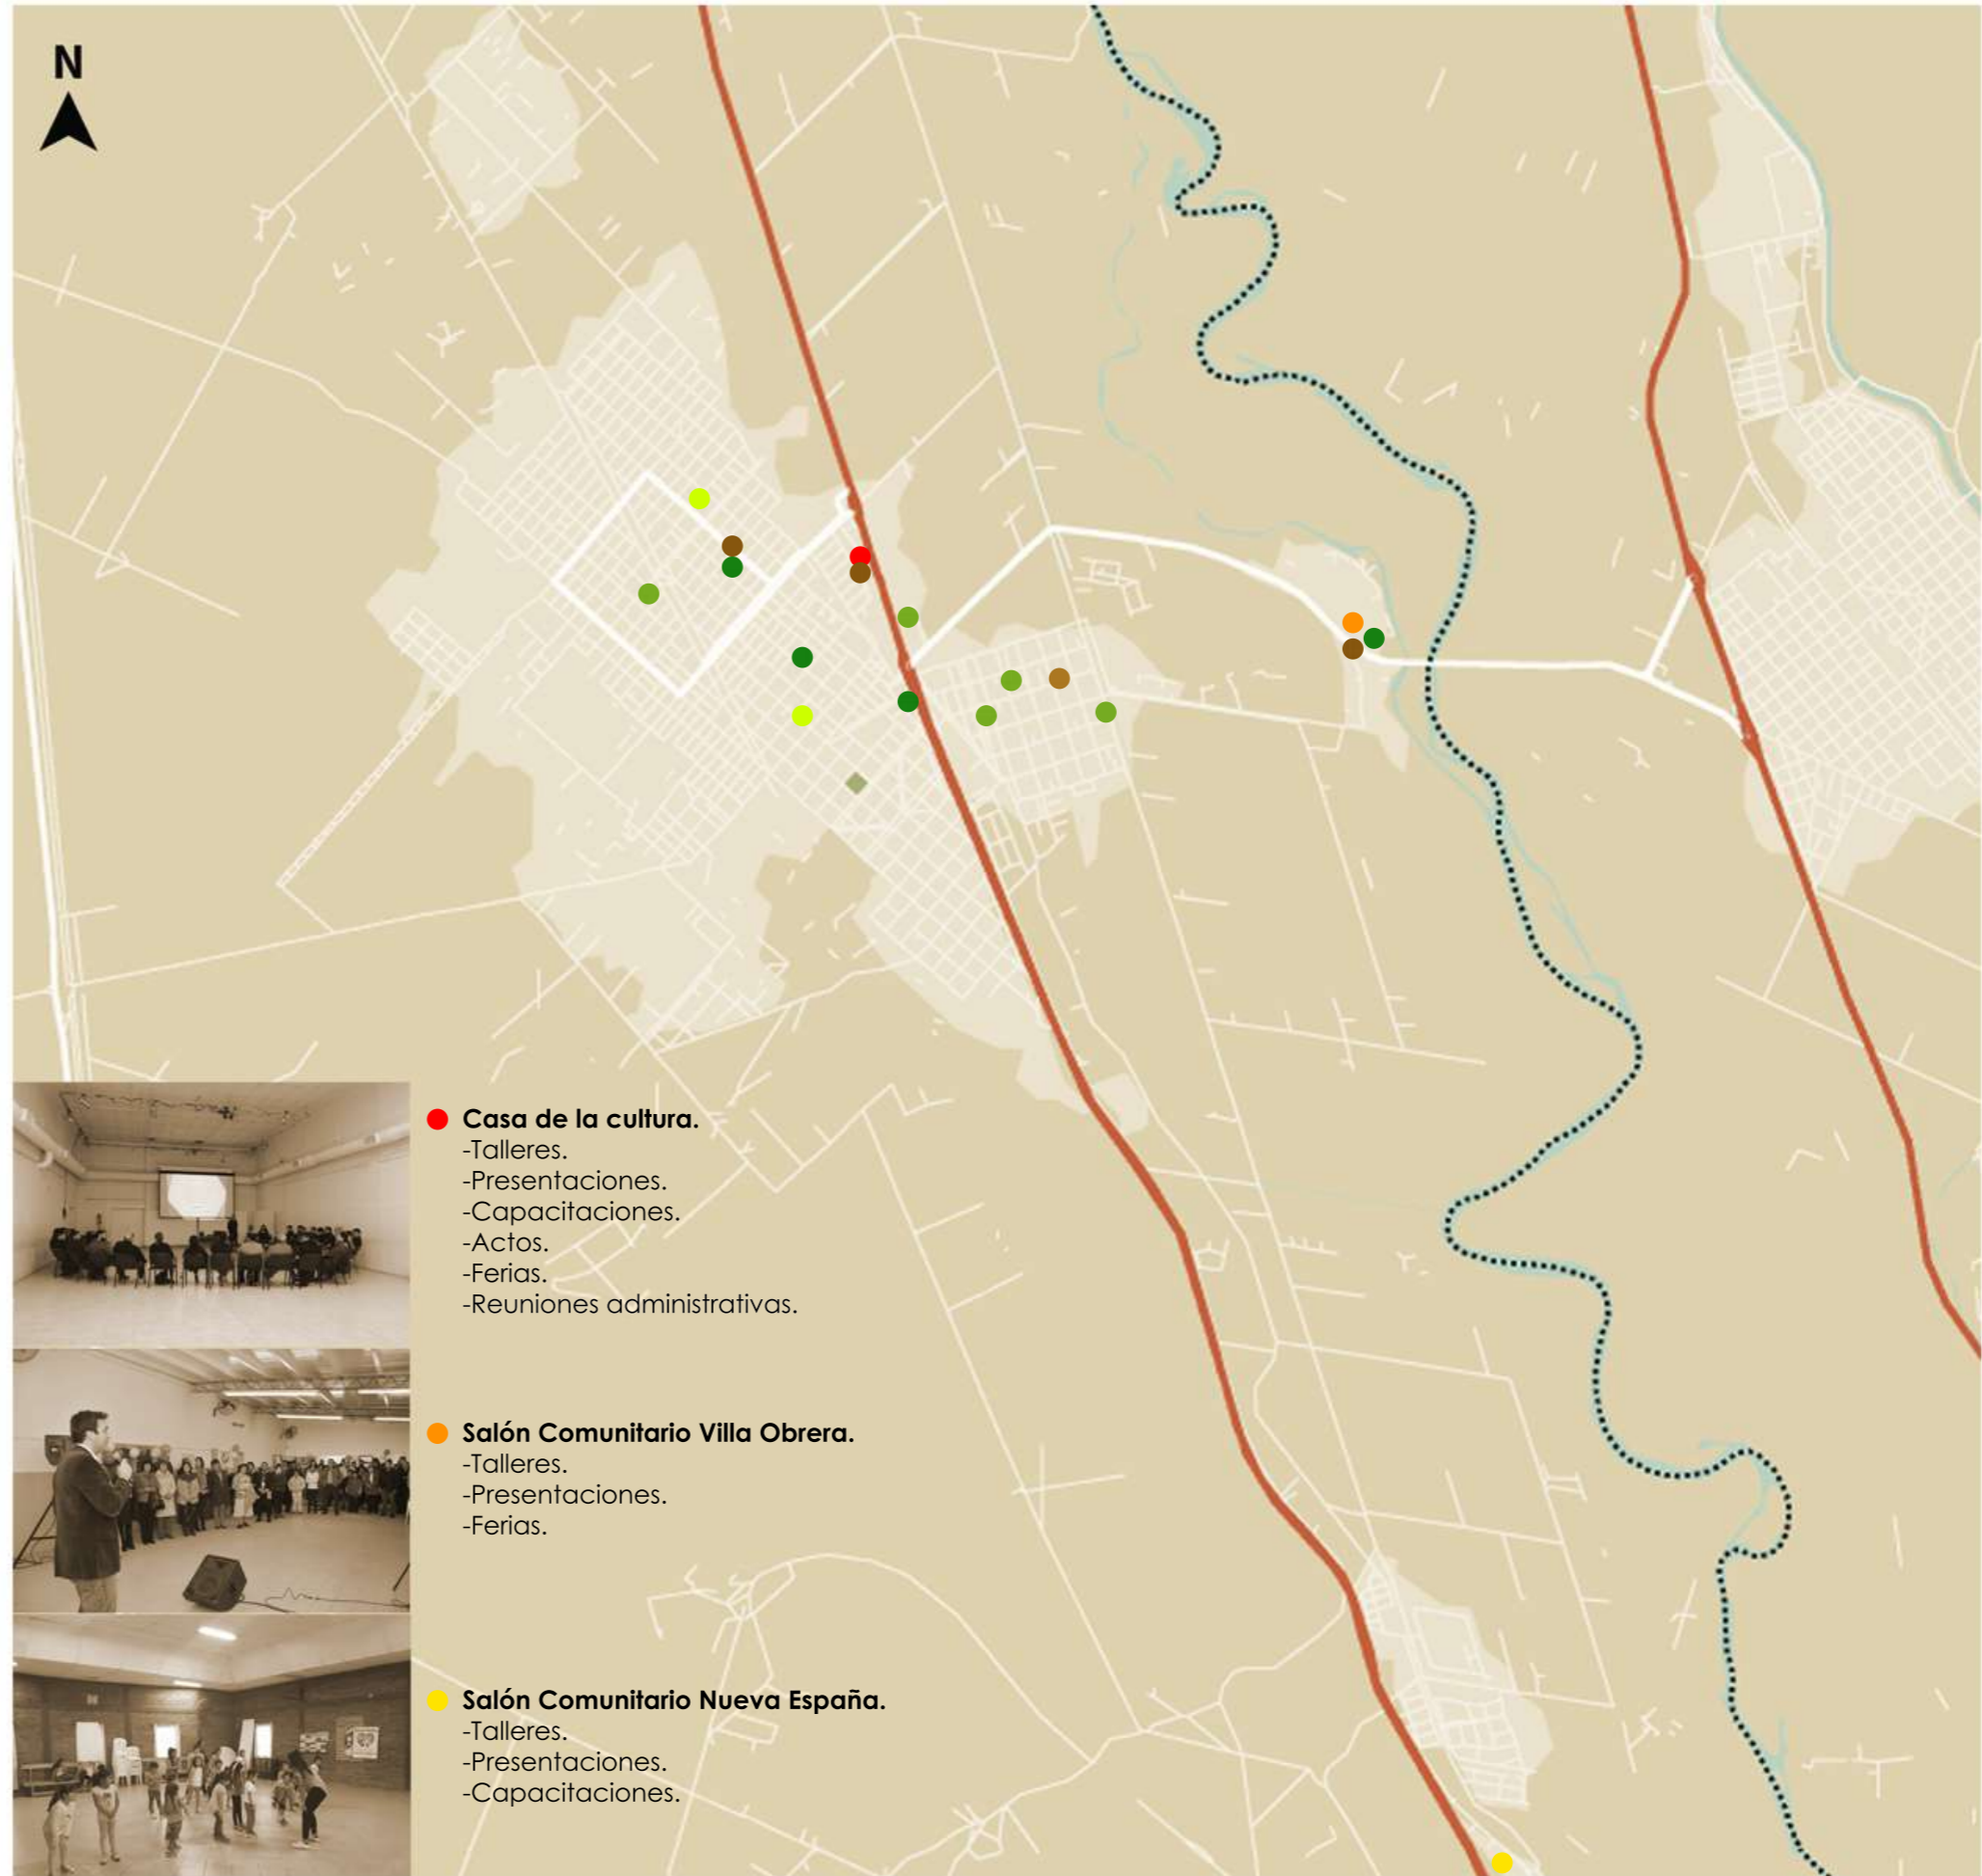 N
Casa de la cultura.
-Talleres.
-Presentaciones.
-Capacitaciones.
-Actos.
-Ferias.
-Reuniones administrativas.
Salón Comunitario Villa Obrera.
-Talleres.
-Presentaciones.
-Ferias.
Salón Comunitario Nueva España.
-Talleres.
-Presentaciones.
-Capacitaciones.